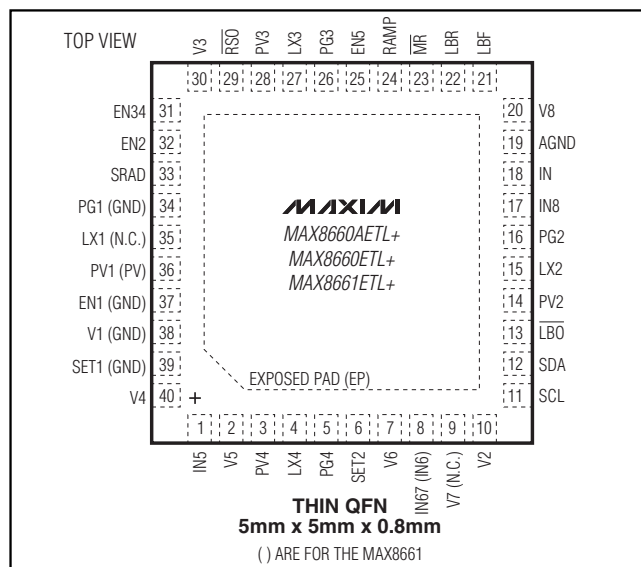 TOP VIEW
V3 RSO PV3 LX3 PG3 EN5 RAMP MR LBR LBF
30 29 28 27 26 25 24 23 22 21
EN34 31
EN2 32
SRAD 33
PG1 (GND) 34
LX1 (N.C.) 35
PV1 (PV) 36
EN1 (GND) 37
V1 (GND) 38
SET1 (GND) 39
V4 40 +
MAXIM
MAX8660AETL+
MAX8660ETL+
MAX8661ETL+
EXPOSED PAD (EP)
20 V8
19 AGND
18 IN
17 IN8
16 PG2
15 LX2
14 PV2
13 LBO
12 SDA
11 SCL
1 2 3 4 5 6 7 8 9 10
IN5 V5 PV4 LX4 PG4 SET2 V6 IN67 (IN6) V7 (N.C.) V2
THIN QFN
5mm x 5mm x 0.8mm
( ) ARE FOR THE MAX8661